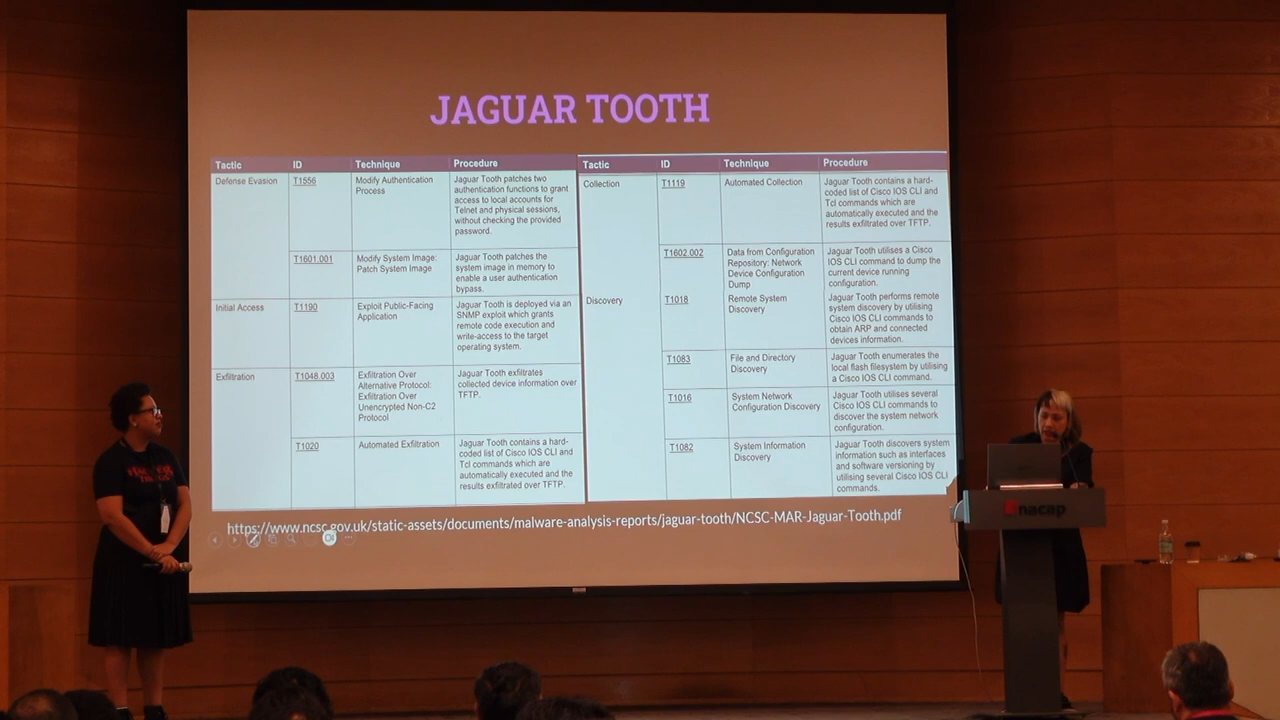 JAGUAR TOOTH
Tactic ID Technique Procedure
Defense Evasion T1556 Modify Authentication
Process
Jaguar Tooth patches two
authentication functions to grant
access to local accounts for
Telnet and physical sessions,
without checking the provided
password.
T1601.001 Modify System Image:
Patch System Image
Jaguar Tooth patches the
system image in memory to
enable a user authentication
bypass.
Initial Access T1190 Exploit Public-Facing
Application
Jaguar Tooth is deployed via an
SNMP exploit which grants
remote code execution and
write-access to the target
operating system.
Exfiltration T1048.003 Exfiltration Over
Alternative Protocol:
Exfiltration Over
Unencrypted Non-C2
Protocol
Jaguar Tooth exfiltrates
collected device information over
TFTP.
T1020 Automated Exfiltration
Jaguar Tooth contains a hard-
coded list of Cisco IOS CLI and
Tcl commands which are
automatically executed and the
results exfiltrated over TFTP.
Tactic ID Technique Procedure
Collection T1119 Automated Collection
Jaguar Tooth contains a hard-
coded list of Cisco IOS CLI and
Tcl commands which are
automatically executed and the
results exfiltrated over TFTP.
T1602.002 Data from Configuration
Repository: Network
Device Configuration
Dump
Jaguar Tooth utilises a Cisco
IOS CLI command to dump the
current device running
configuration.
Discovery T1018 Remote System
Discovery
Jaguar Tooth performs remote
system discovery by utilising
Cisco IOS CLI commands to
obtain ARP and connected
devices information.
T1083 File and Directory
Discovery
Jaguar Tooth enumerates the
local flash filesystem by utilising
a Cisco IOS CLI command.
T1016 System Network
Configuration Discovery
Jaguar Tooth utilises several
Cisco IOS CLI commands to
discover the system network
configuration.
T1082 System Information
Discovery
Jaguar Tooth discovers system
information such as interfaces
and software versioning by
utilising several Cisco IOS CLI
commands.
https://www.ncsc.gov.uk/static-assets/documents/malware-analysis-reports/jaguar-tooth/NCSC-MAR-Jaguar-Tooth.pdf
inacap